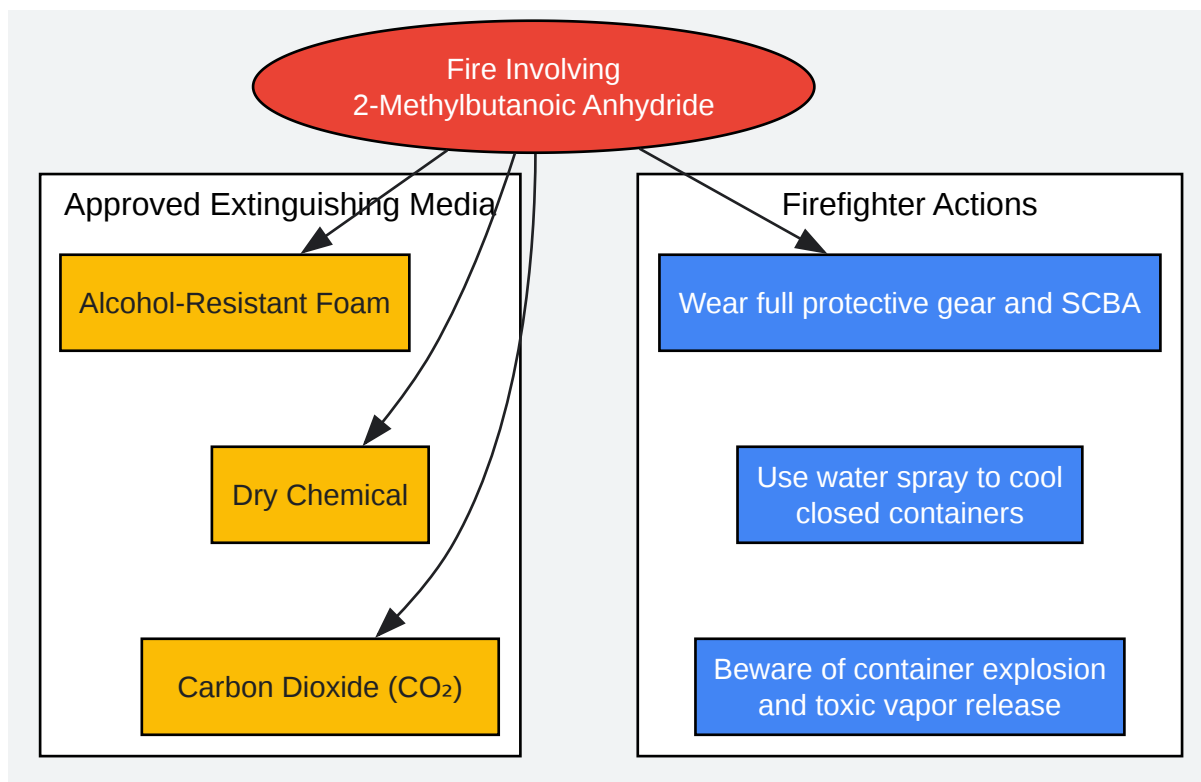 Fire Involving
2-Methylbutanoic Anhydride
Approved Extinguishing Media
Alcohol-Resistant Foam
Dry Chemical
Carbon Dioxide (CO₂)
Firefighter Actions
Wear full protective gear and SCBA
Use water spray to cool
closed containers
Beware of container explosion
and toxic vapor release